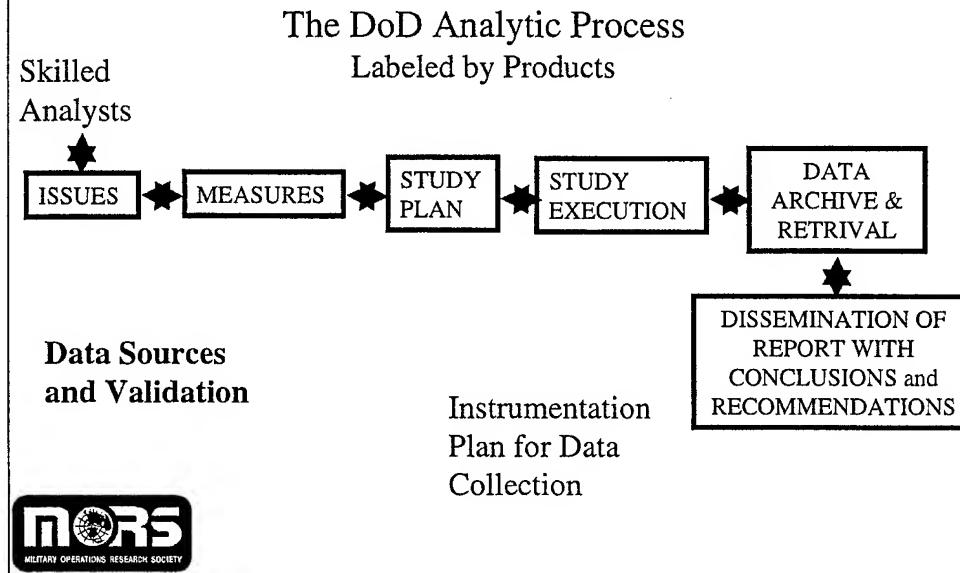 The DoD Analytic Process
Labeled by Products
Skilled
Analysts
ISSUES
MEASURES
STUDY
PLAN
STUDY
EXECUTION
DATA
ARCHIVE &
RETRIVAL
DISSEMINATION OF
REPORT WITH
CONCLUSIONS and
RECOMMENDATIONS
Data Sources
and Validation
Instrumentation
Plan for Data
Collection
MORS
MILITARY OPERATIONS RESEARCH SOCIETY